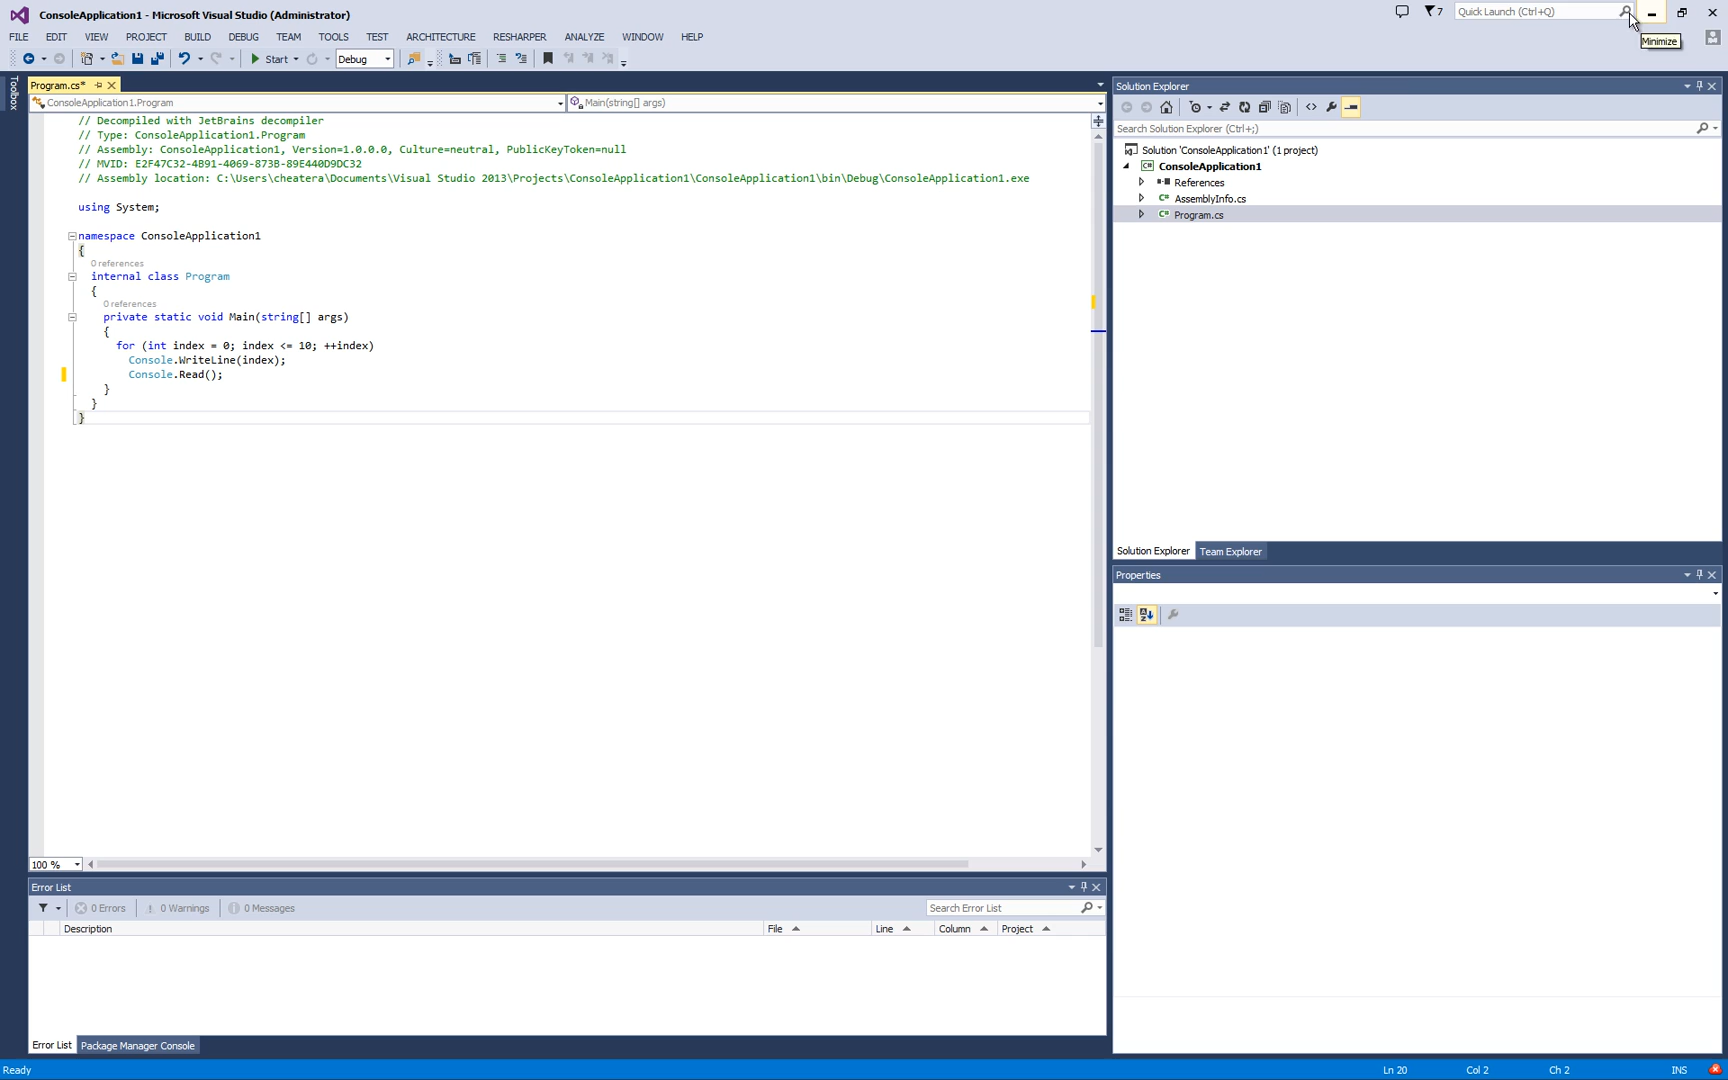 ConsoleApplication1 - Microsoft Visual Studio (Administrator)
7
Quick Launch (Ctrl+Q)
Minimize
FILE EDIT VIEW PROJECT BUILD DEBUG TEAM TOOLS TEST ARCHITECTURE RESHARPER ANALYZE WINDOW HELP
Start Debug
Toolbox
Program.cs*
ConsoleApplication1.Program
Main(string[] args)
// Decompiled with JetBrains decompiler
// Type: ConsoleApplication1.Program
// Assembly: ConsoleApplication1, Version=1.0.0.0, Culture=neutral, PublicKeyToken=null
// MVID: E2F47C32-4B91-4069-873B-89E440D9DC32
// Assembly location: C:\Users\cheatera\Documents\Visual Studio 2013\Projects\ConsoleApplication1\ConsoleApplication1\bin\Debug\ConsoleApplication1.exe
using System;
namespace ConsoleApplication1
{
0 references
internal class Program
{
0 references
private static void Main(string[] args)
{
for (int index = 0; index <= 10; ++index)
Console.WriteLine(index);
Console.Read();
}
}
}
100 %
Solution Explorer
Search Solution Explorer (Ctrl+;)
Solution 'ConsoleApplication1' (1 project)
C# ConsoleApplication1
References
C# AssemblyInfo.cs
C# Program.cs
Solution Explorer Team Explorer
Properties
Error List
0 Errors 0 Warnings 0 Messages
Search Error List
Description File Line Column Project
Error List Package Manager Console
Ready Ln 20 Col 2 Ch 2 INS